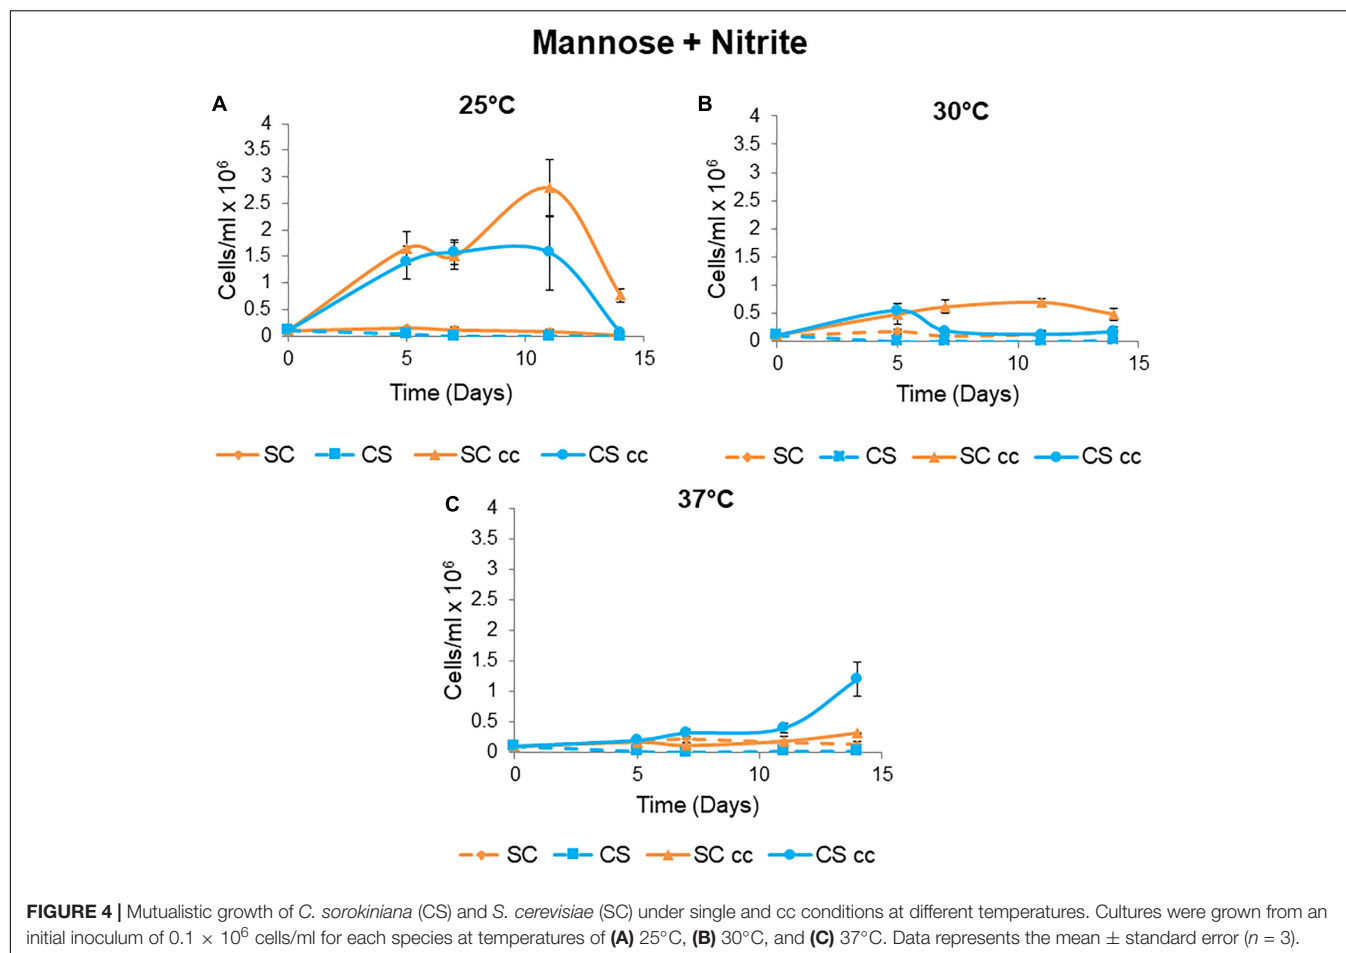 Mannose + Nitrite
A
25°C
4
3.5
3
2.5
2
1.5
1
0.5
0
Cells/ml x 10⁶
0 5 10 15
Time (Days)
SC CS SC cc CS cc
B
30°C
4
3.5
3
2.5
2
1.5
1
0.5
0
Cells/ml x 10⁶
0 5 10 15
Time (Days)
SC CS SC cc CS cc
C
37°C
4
3.5
3
2.5
2
1.5
1
0.5
0
Cells/ml x 10⁶
0 5 10 15
Time (Days)
SC CS SC cc CS cc
FIGURE 4 | Mutualistic growth of C. sorokiniana (CS) and S. cerevisiae (SC) under single and cc conditions at different temperatures. Cultures were grown from an
initial inoculum of 0.1 × 10⁶ cells/ml for each species at temperatures of (A) 25°C, (B) 30°C, and (C) 37°C. Data represents the mean ± standard error (n = 3).